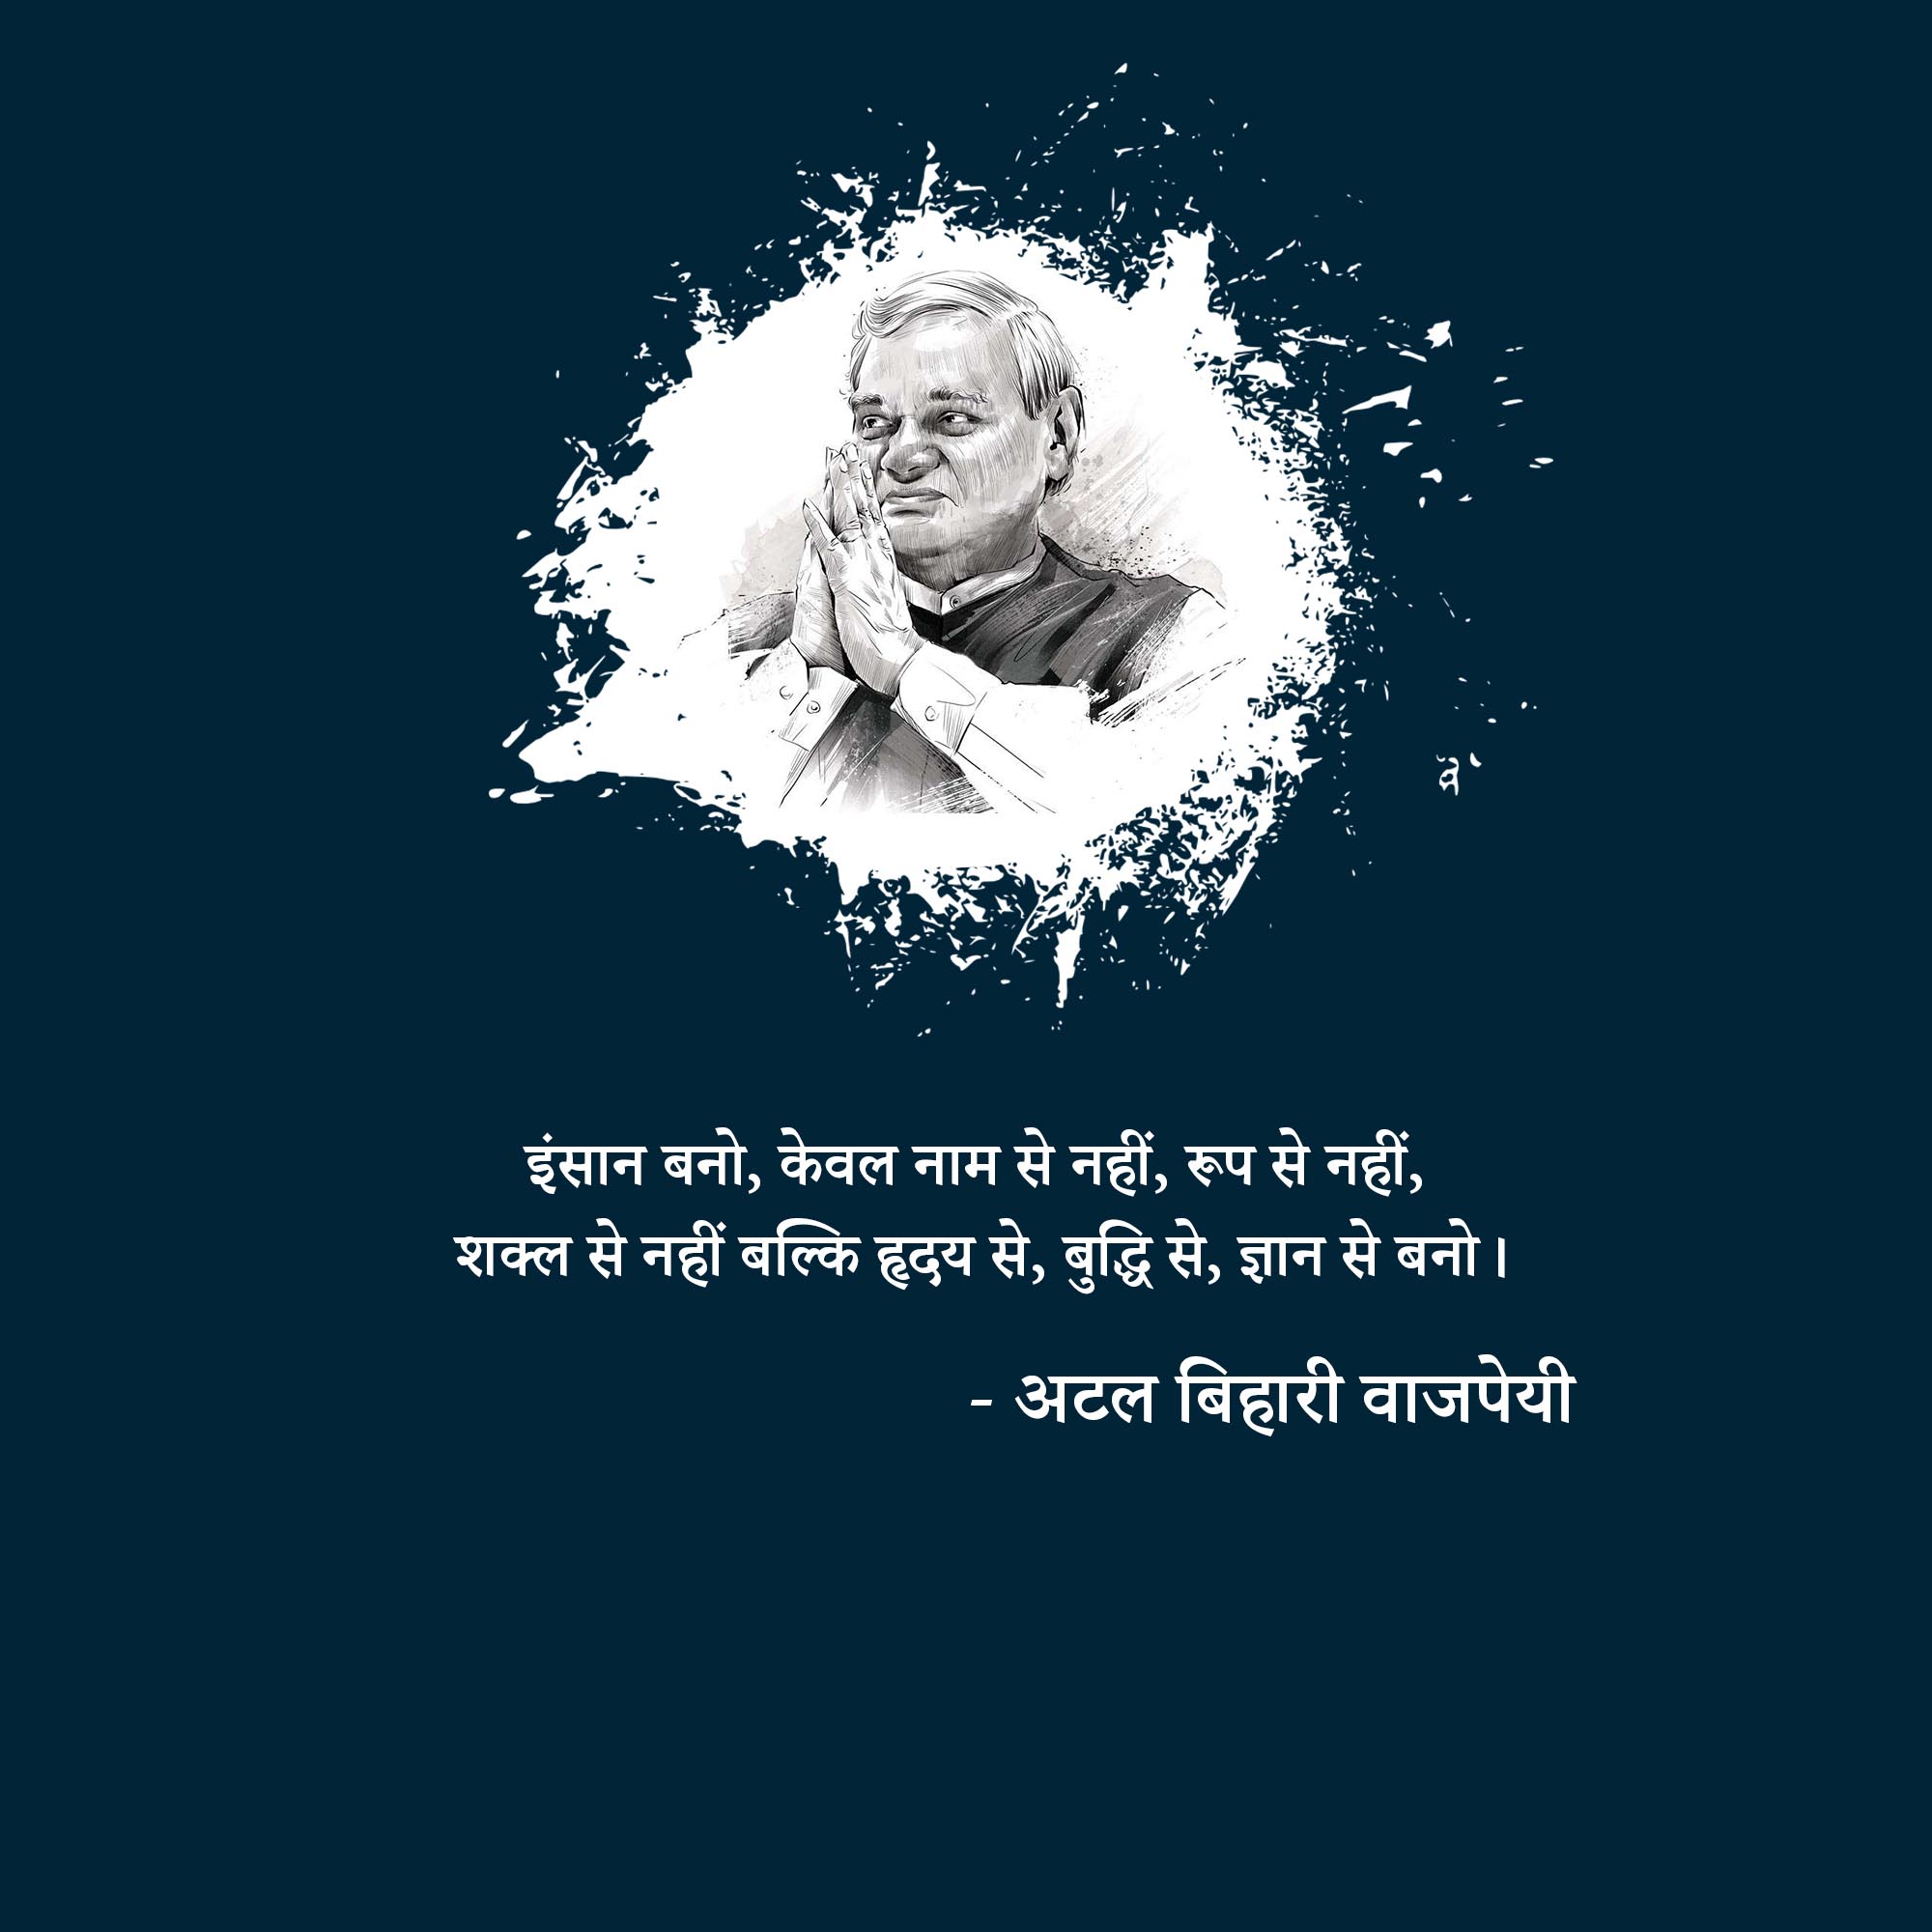 इंसान बनो, केवल नाम से नहीं, रूप से नहीं,
शक्ल से नहीं बल्कि हृदय से, बुद्धि से, ज्ञान से बनो।
- अटल बिहारी वाजपेयी